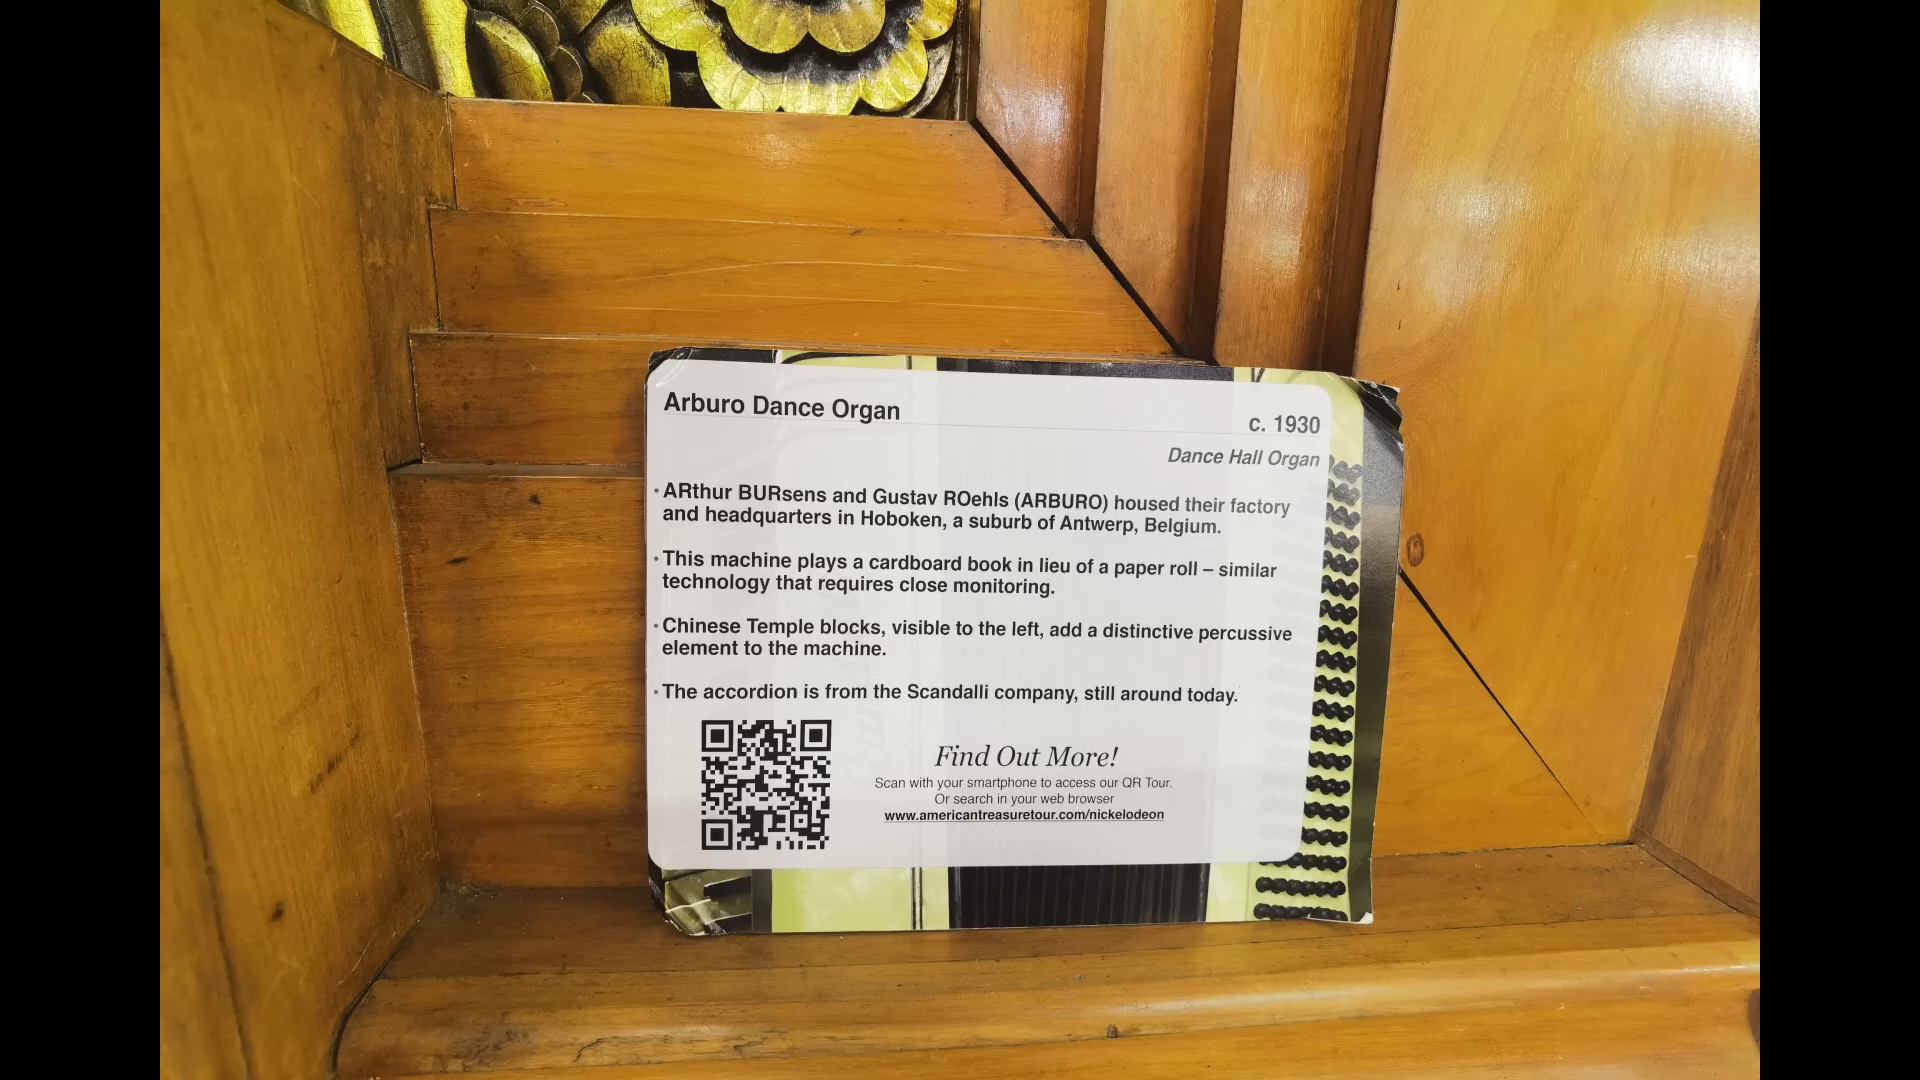 Arburo Dance Organ
c. 1930
Dance Hall Organ
• ARthur BURsens and Gustav ROehls (ARBURO) housed their factory
and headquarters in Hoboken, a suburb of Antwerp, Belgium.
• This machine plays a cardboard book in lieu of a paper roll – similar
technology that requires close monitoring.
• Chinese Temple blocks, visible to the left, add a distinctive percussive
element to the machine.
• The accordion is from the Scandalli company, still around today.
Find Out More!
Scan with your smartphone to access our QR Tour.
Or search in your web browser
www.americantreasuretour.com/nickelodeon